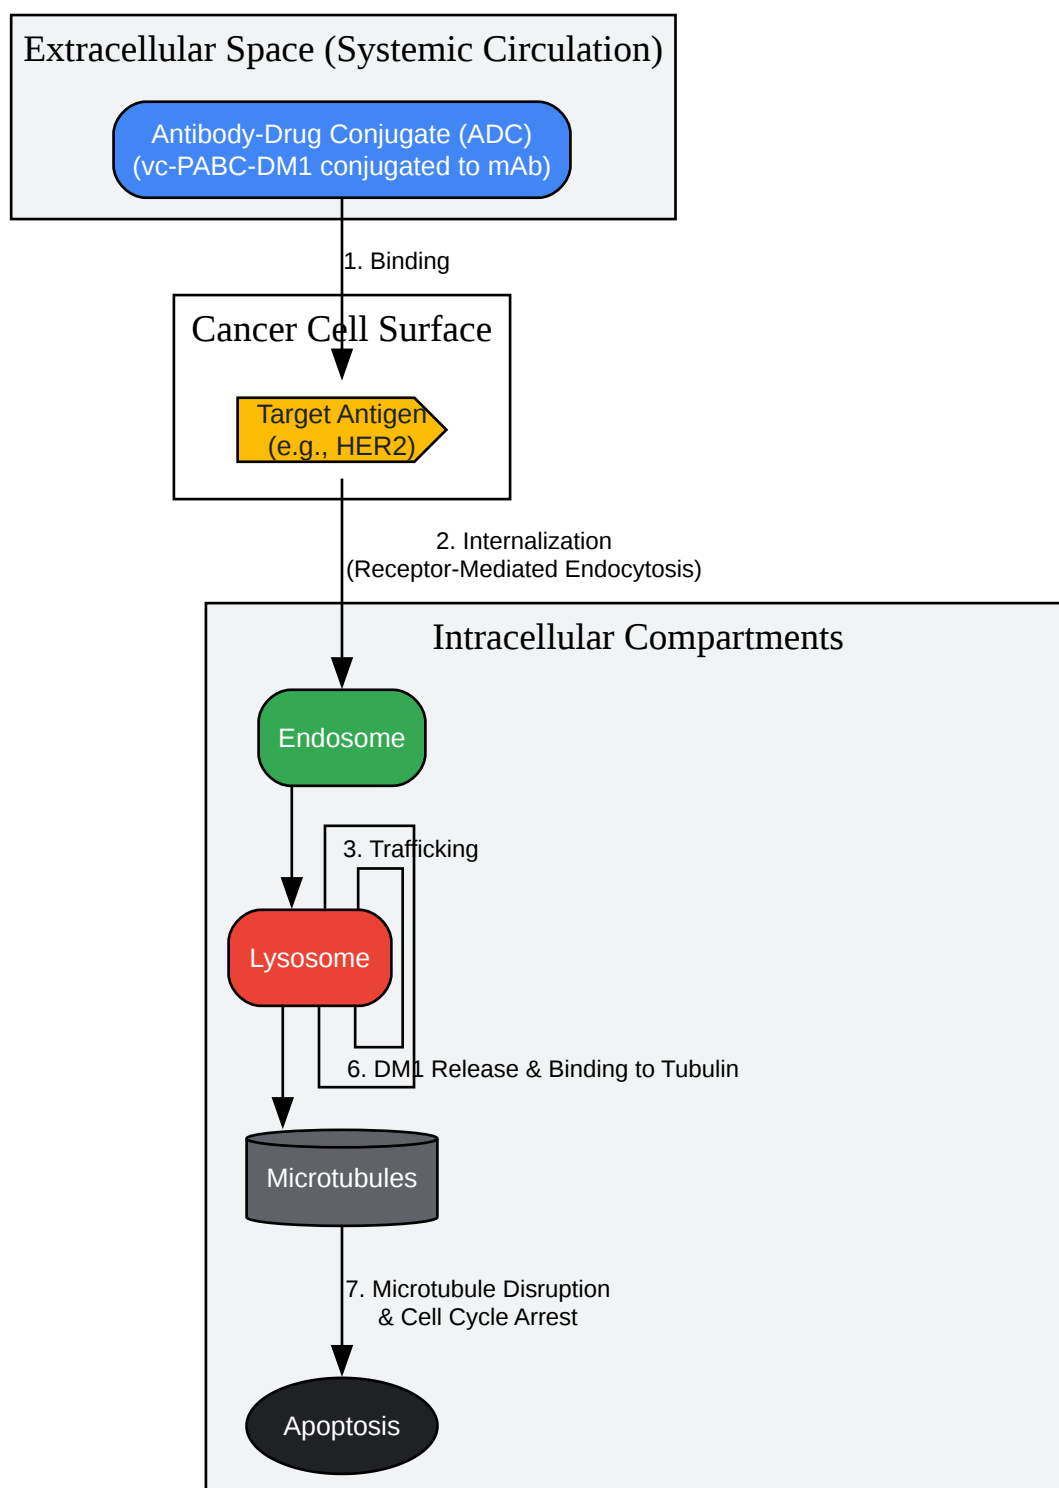 Extracellular Space (Systemic Circulation)
Antibody-Drug Conjugate (ADC)
(vc-PABC-DM1 conjugated to mAb)
1. Binding
Cancer Cell Surface
Target Antigen
(e.g., HER2)
2. Internalization
(Receptor-Mediated Endocytosis)
Intracellular Compartments
Endosome
3. Trafficking
Lysosome
6. DM1 Release & Binding to Tubulin
Microtubules
7. Microtubule Disruption
& Cell Cycle Arrest
Apoptosis